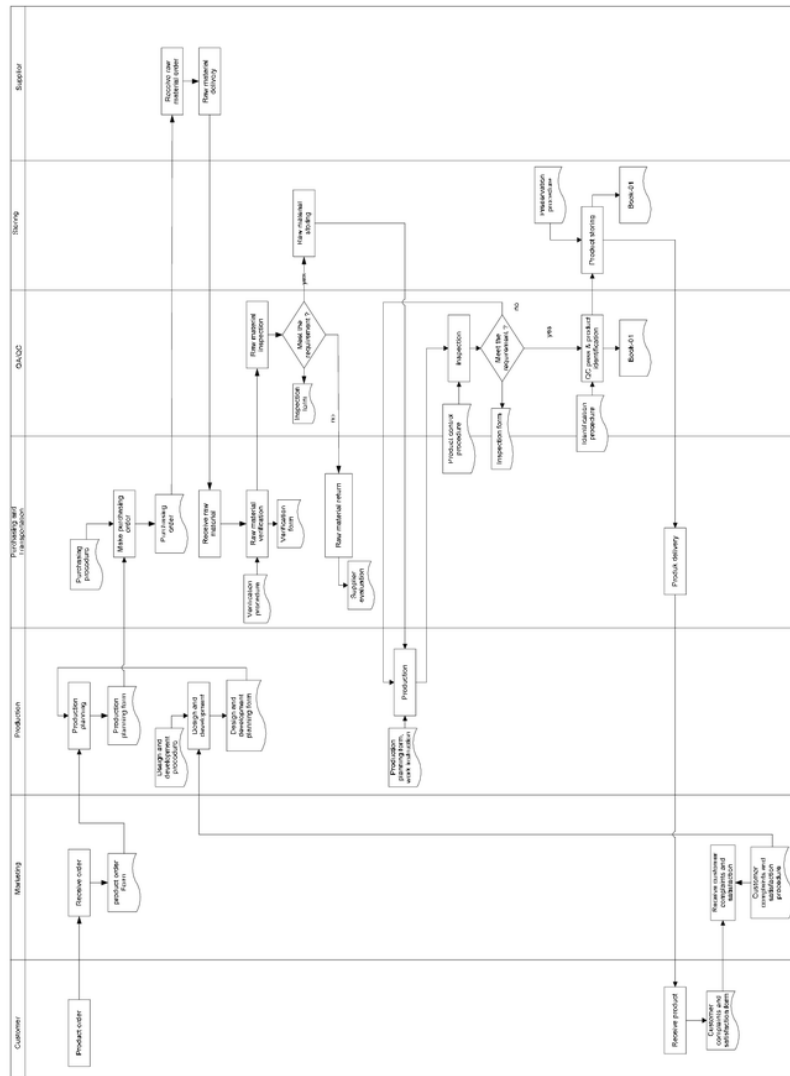 Customer
Marketing
Production
Purchasing and
Transportation
QA/QC
Storing
Supplier
Product order
Receive order
product order
Form
Production
planning
Production
planning form
Design and
development
procedure
Design and
development
Design and
development
planning form
Purchasing
procedure
Make purchasing
order
Purchasing
order
Receive raw
material order
Raw material
delivery
Receive raw
material
Verification
procedure
Raw material
verification
Verification
form
Raw material
inspection
Meet the
requirement ?
yes
no
Inspection
form
Raw material
storing
Raw material return
Supplier
evaluation
Production
planning form,
work instruction
Production
Product control
procedure
Inspection
Meet the
requirement ?
no
yes
Inspection form
Identification
procedure
QC pass & product
identification
Book-01
Preservation
procedure
Product storing
Book-01
Produk delivery
Receive product
Customer
complaints and
satisfaction form
Receive customer
complaints and
satisfaction
Customer
complaints and
satisfaction
procedure